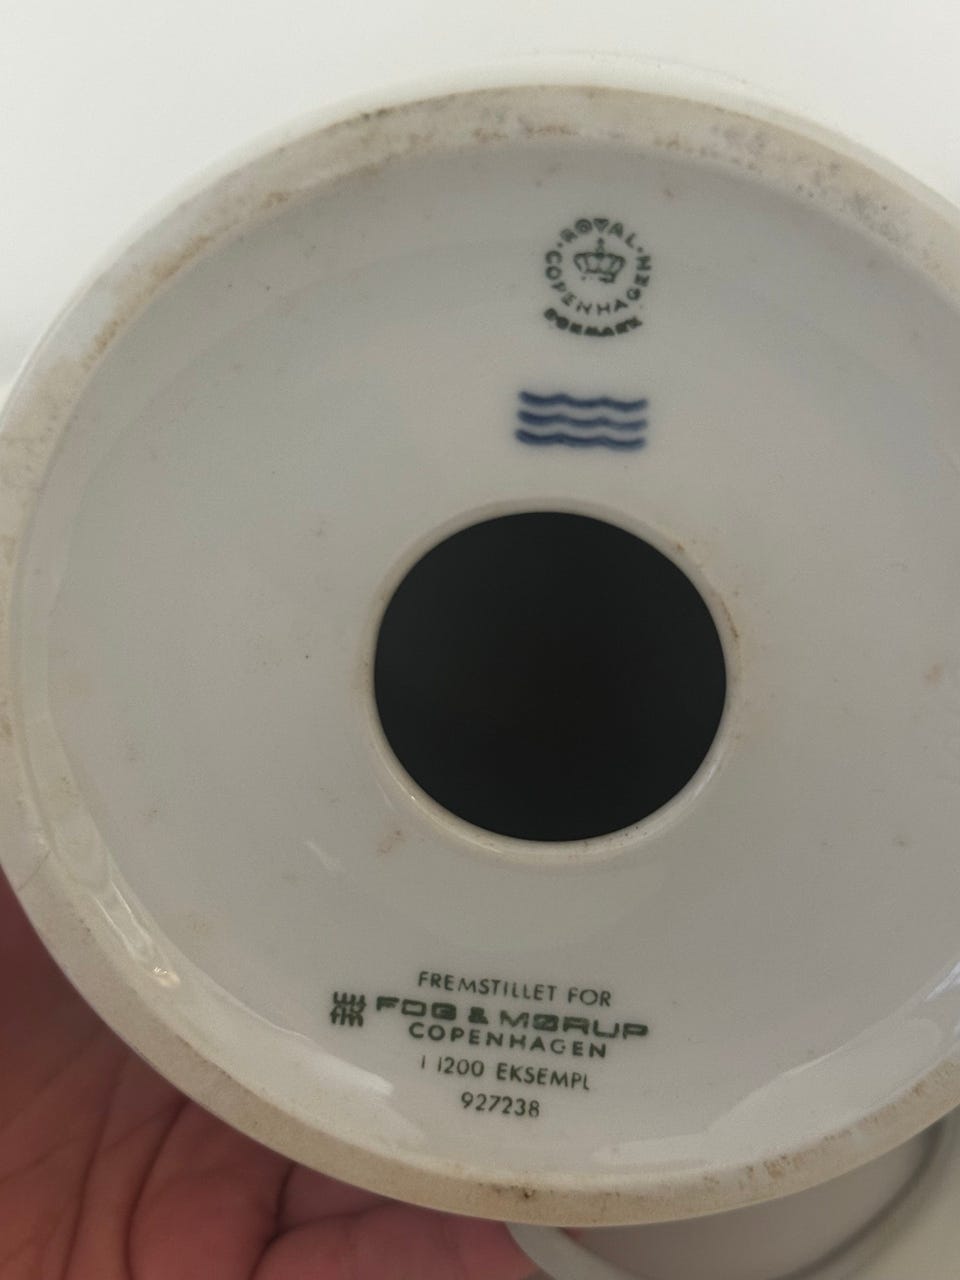 ROYAL
COPENHAGEN
DENMARK
FREMSTILLET FOR
FOG & MØRUP
COPENHAGEN
I 1200 EKSEMPL
927238